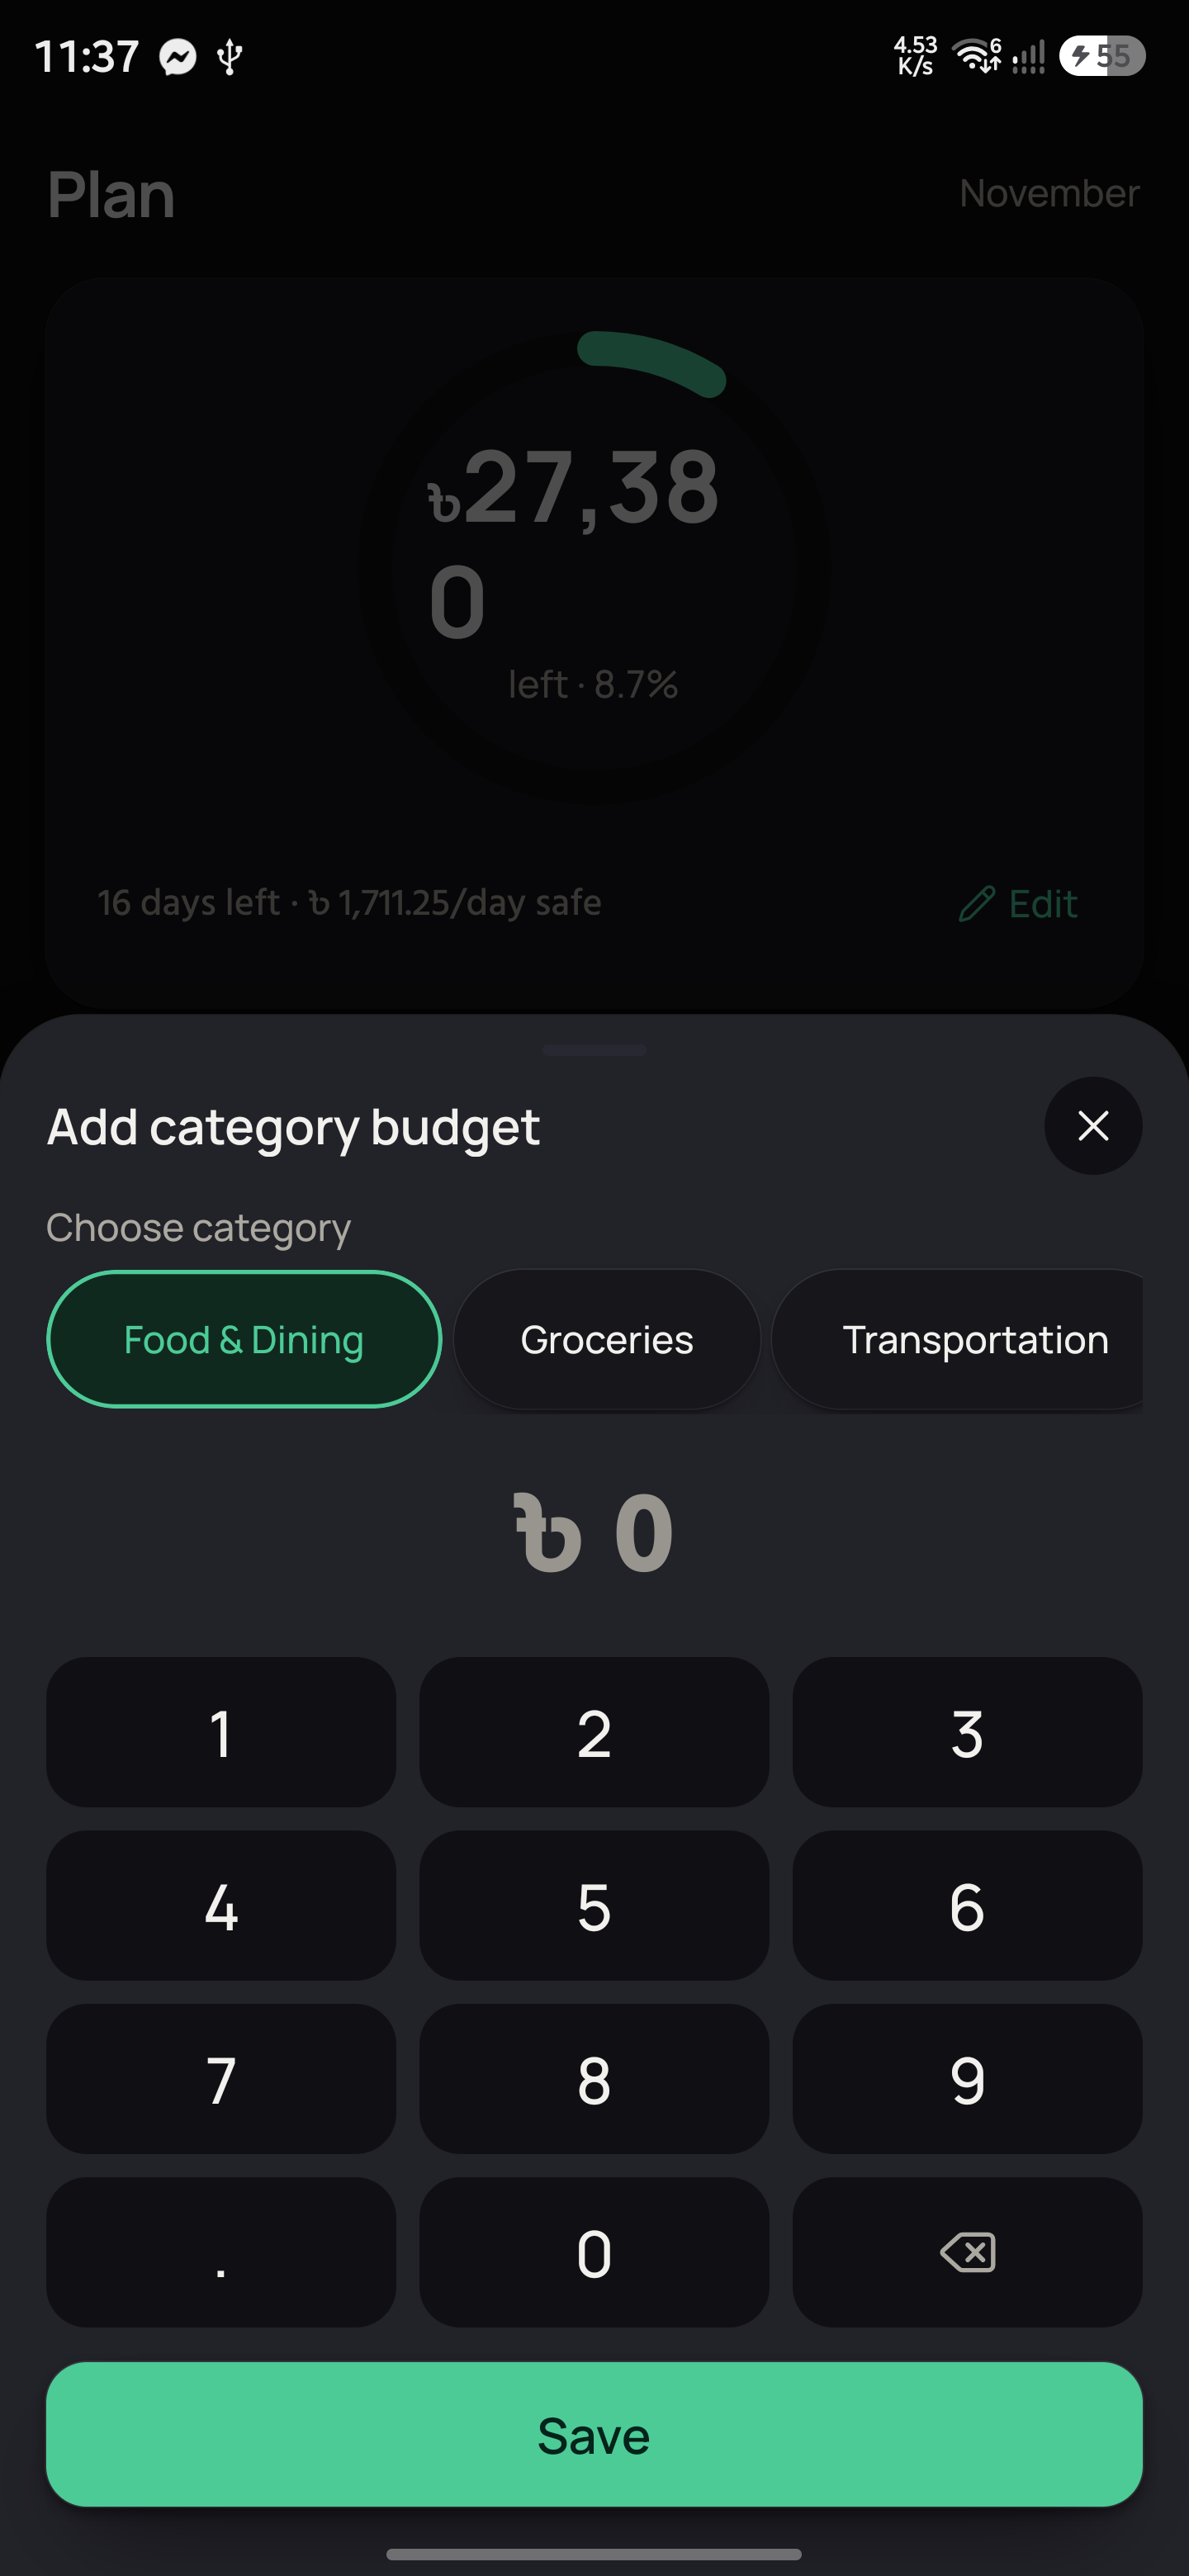 11:37
4.53
K/s
6
55
Plan
November
৳27,38
0
left · 8.7%
16 days left · ৳ 1,711.25/day safe
Edit
Add category budget
Choose category
Food & Dining
Groceries
Transportation
৳ 0
1 2 3
4 5 6
7 8 9
. 0
Save